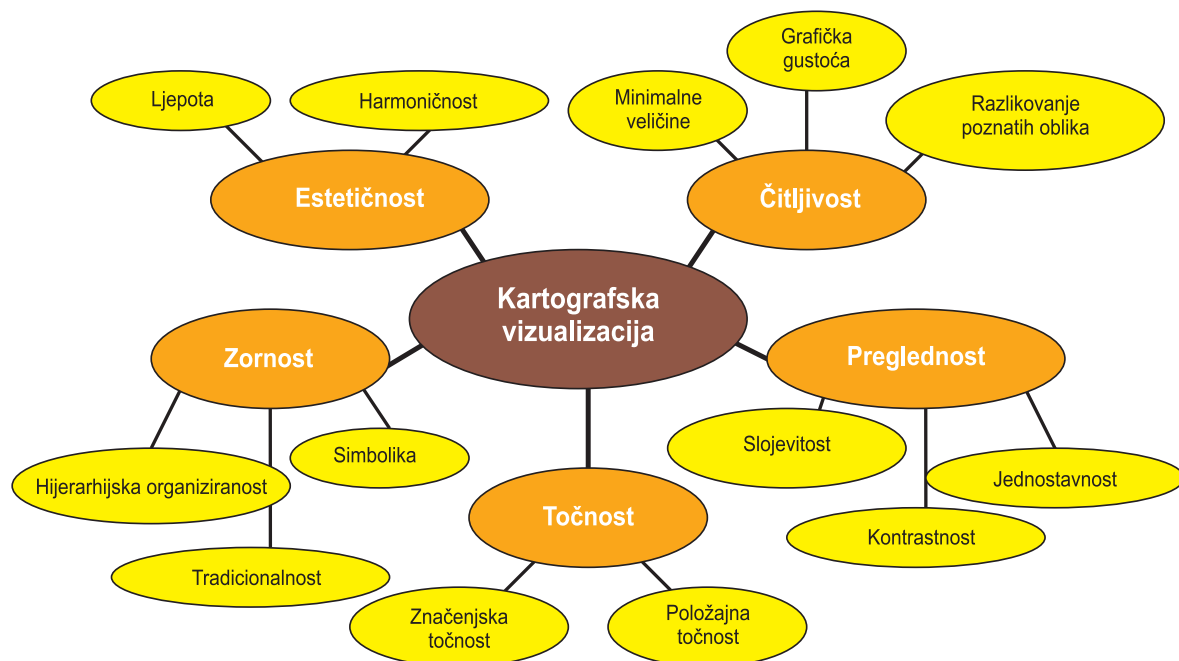 Grafička
gustoća
Ljepota
Harmoničnost
Minimalne
veličine
Razlikovanje
poznatih oblika
Estetičnost
Čitljivost
Kartografska
vizualizacija
Zornost
Preglednost
Simbolika
Slojevitost
Hijerarhijska organiziranost
Jednostavnost
Točnost
Kontrastnost
Tradicionalnost
Značenjska
točnost
Položajna
točnost